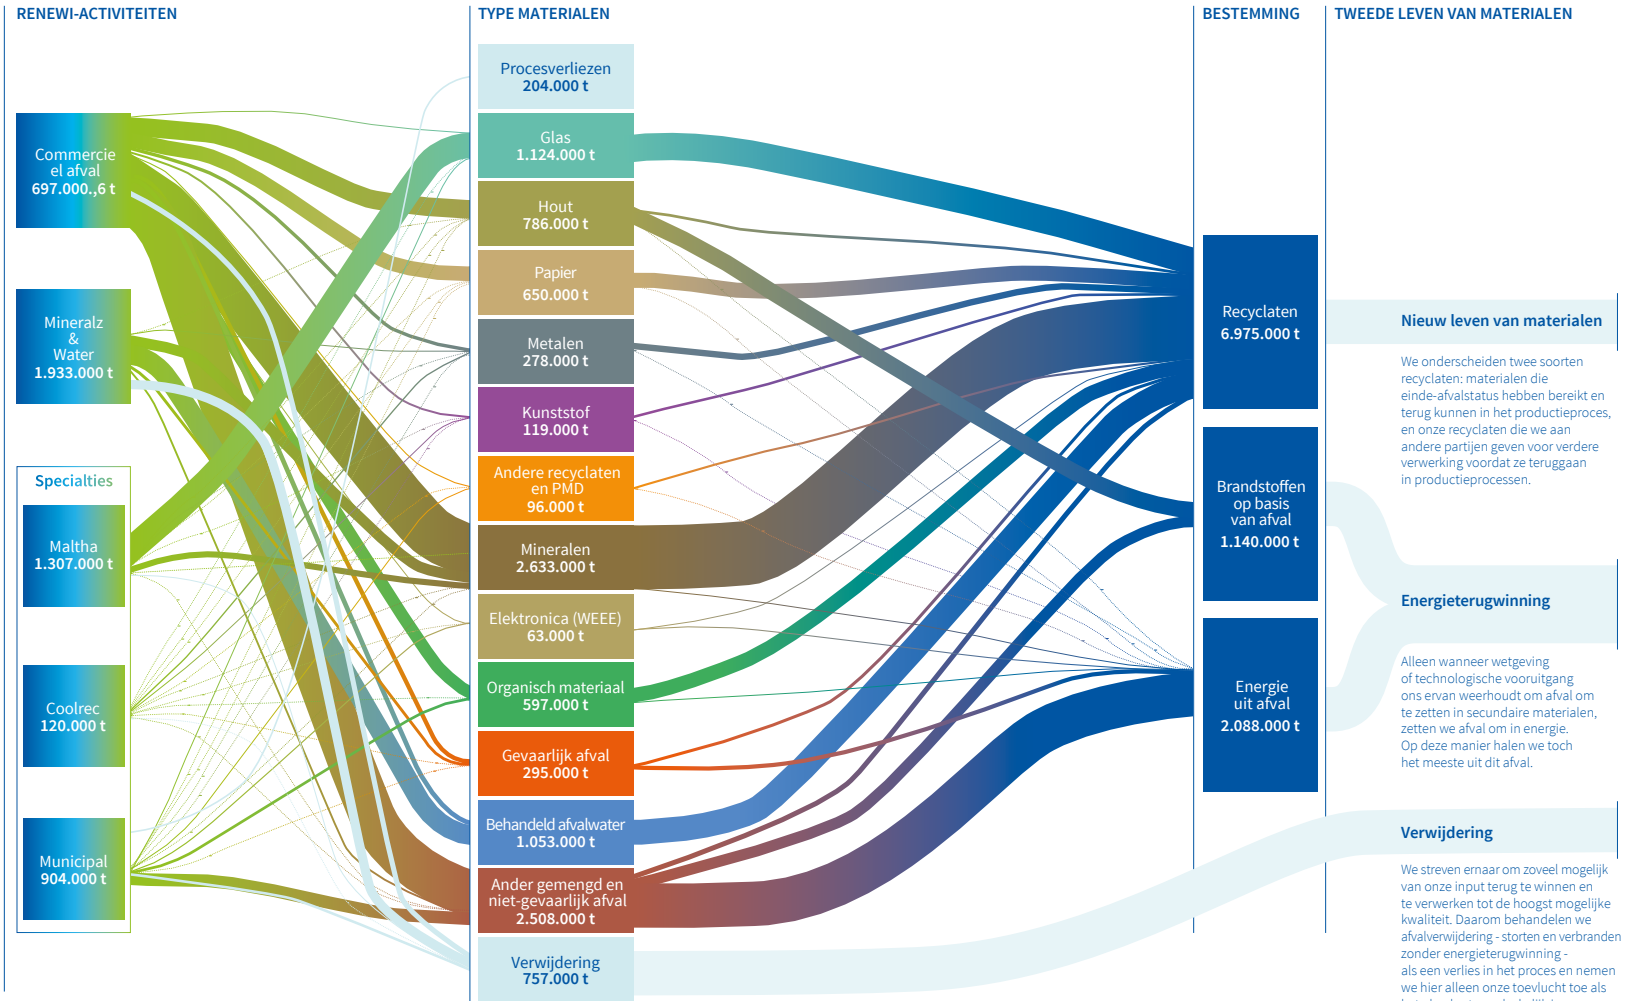 RENEWI-ACTIVITEITEN
TYPE MATERIALEN
BESTEMMING
TWEEDE LEVEN VAN MATERIALEN
Commercie
el afval
697.000.,6 t
Mineralz
&
Water
1.933.000 t
Specialties
Maltha
1.307.000 t
Coolrec
120.000 t
Municipal
904.000 t
Procesverliezen
204.000 t
Glas
1.124.000 t
Hout
786.000 t
Papier
650.000 t
Metalen
278.000 t
Kunststof
119.000 t
Andere recyclaten
en PMD
96.000 t
Mineralen
2.633.000 t
Elektronica (WEEE)
63.000 t
Organisch materiaal
597.000 t
Gevaarlijk afval
295.000 t
Behandeld afvalwater
1.053.000 t
Ander gemengd en
niet-gevaarlijk afval
2.508.000 t
Verwijdering
757.000 t
Recyclaten
6.975.000 t
Brandstoffen
op basis
van afval
1.140.000 t
Energie
uit afval
2.088.000 t
Nieuw leven van materialen
We onderscheiden twee soorten
recyclaten: materialen die
einde-afvalstatus hebben bereikt en
terug kunnen in het productieproces,
en onze recyclaten die we aan
andere partijen geven voor verdere
verwerking voordat ze teruggaan
in productieprocessen.
Energieterugwinning
Alleen wanneer wetgeving
of technologische vooruitgang
ons ervan weerhoudt om afval om
te zetten in secundaire materialen,
zetten we afval om in energie.
Op deze manier halen we toch
het meeste uit dit afval.
Verwijdering
We streven ernaar om zoveel mogelijk
van onze input terug te winnen en
te verwerken tot de hoogst mogelijke
kwaliteit. Daarom behandelen we
afvalverwijdering - storten en verbranden
zonder energieterugwinning -
als een verlies in het proces en nemen
we hier alleen onze toevlucht toe als